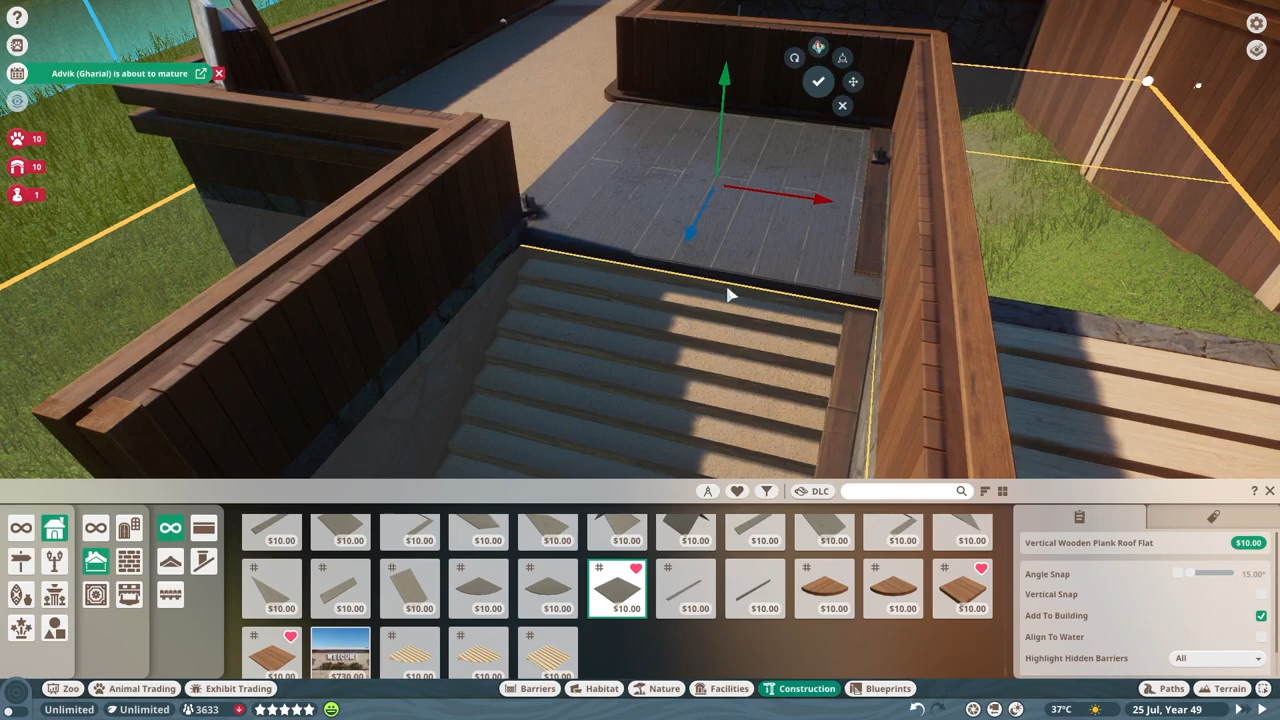 ?
Advik (Gharial) is about to mature
10
10
1
DLC
? ×
$10.00 $10.00 $10.00 $10.00 $10.00 $10.00 $10.00 $10.00 $10.00 $10.00 $10.00
$10.00 $10.00 $10.00 $10.00 $10.00 $10.00 $10.00 $10.00 $10.00 $10.00 $10.00
$10.00 $730.00 $10.00 $10.00 $10.00
WELCOME
Vertical Wooden Plank Roof Flat $10.00
Angle Snap 15.00°
Vertical Snap
Add To Building
Align To Water
Highlight Hidden Barriers All
Zoo Animal Trading Exhibit Trading Barriers Habitat Nature Facilities Construction Blueprints Paths Terrain
Unlimited Unlimited 3633 37°C 25 Jul, Year 49